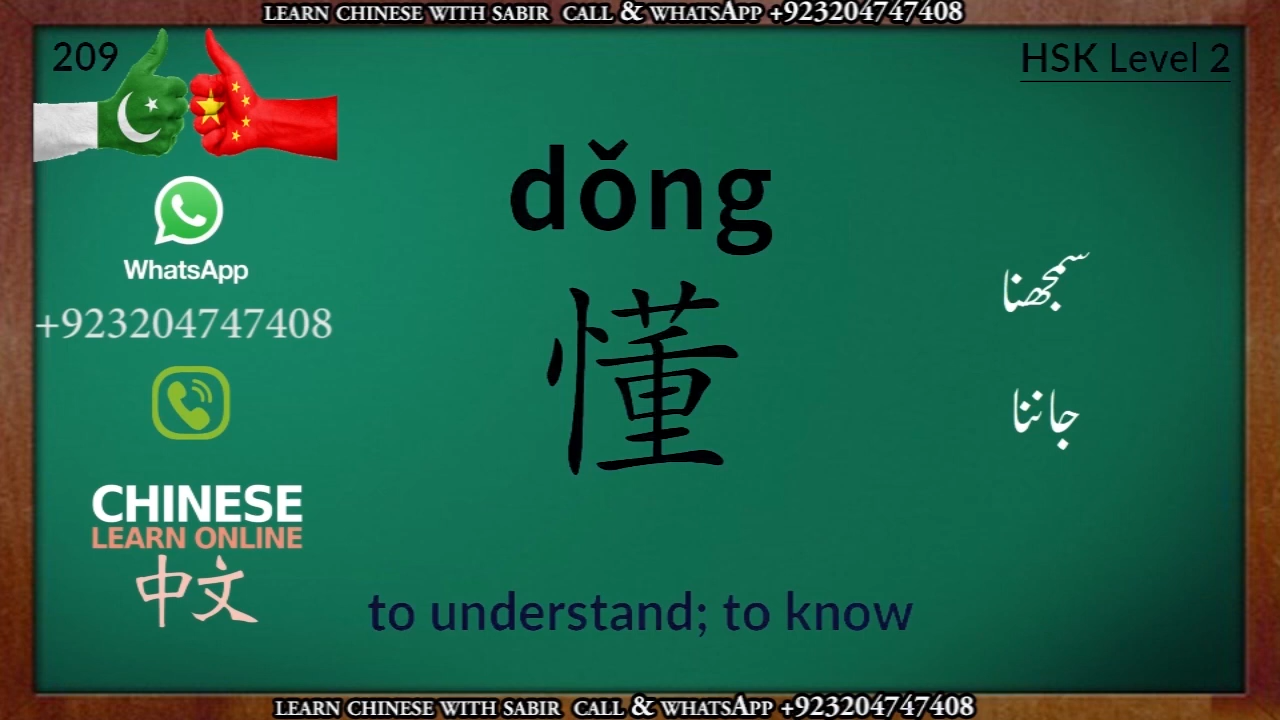 LEARN CHINESE WITH SABIR CALL & WHATSAPP +923204747408
209
HSK Level 2
dǒng
懂
WhatsApp
+923204747408
سمجھنا
جاننا
CHINESE
LEARN ONLINE
中文
to understand; to know
LEARN CHINESE WITH SABIR CALL & WHATSAPP +923204747408